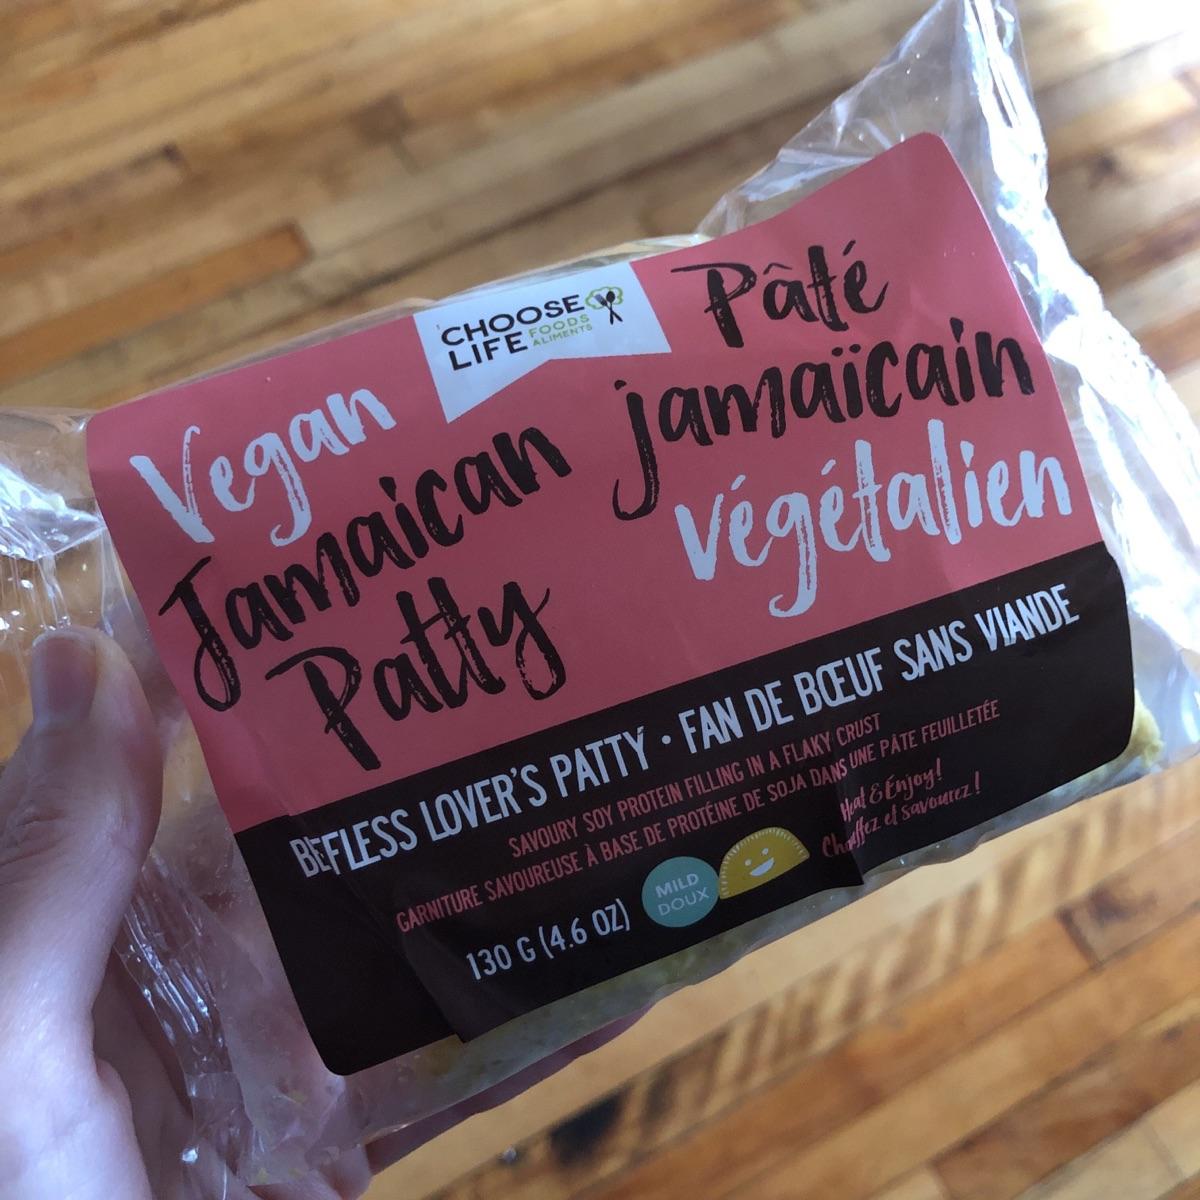 CHOOSE
LIFE FOODS
ALIMENTS
Vegan
Jamaican
Patty
Pâté
jamaïcain
végétalien
BEFLESS LOVER'S PATTY • FAN DE BŒUF SANS VIANDE
SAVOURY SOY PROTEIN FILLING IN A FLAKY CRUST
GARNITURE SAVOUREUSE À BASE DE PROTÉINE DE SOJA DANS UNE PÂTE FEUILLETÉE
130 G (4.6 OZ)
MILD
DOUX
Heat & Enjoy!
Chauffez et savourez!